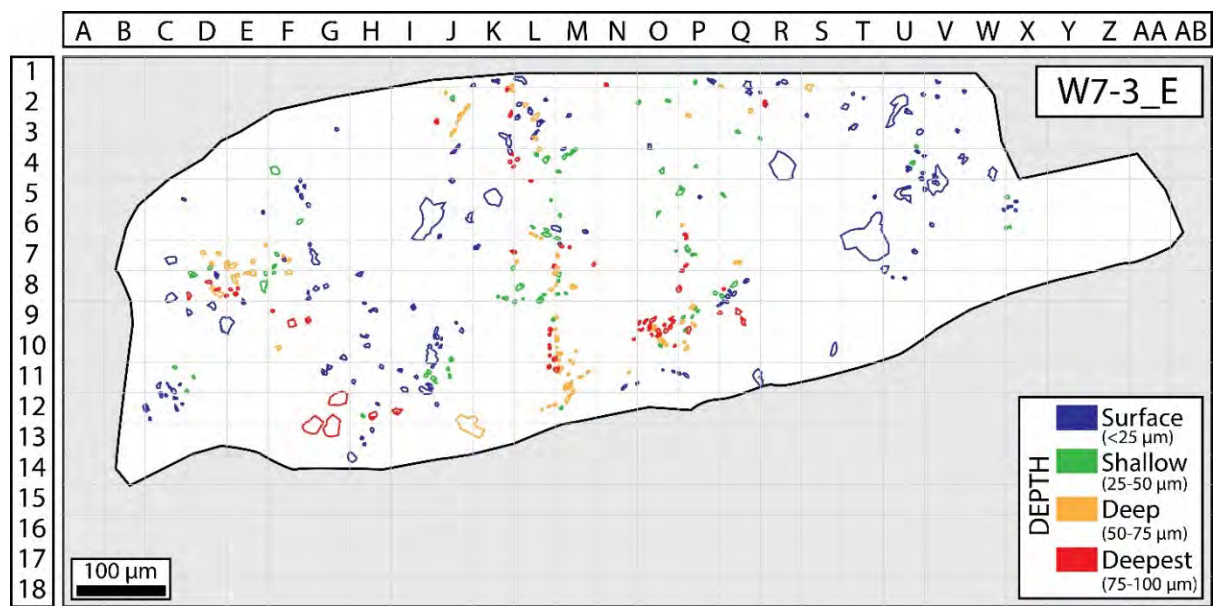 A B C D E F G H I J K L M N O P Q R S T U V W X Y Z AA AB
1
2
3
4
5
6
7
8
9
10
11
12
13
14
15
16
17
18
W7-3_E
DEPTH
Surface
(<25 µm)
Shallow
(25-50 µm)
Deep
(50-75 µm)
Deepest
(75-100 µm)
100 µm